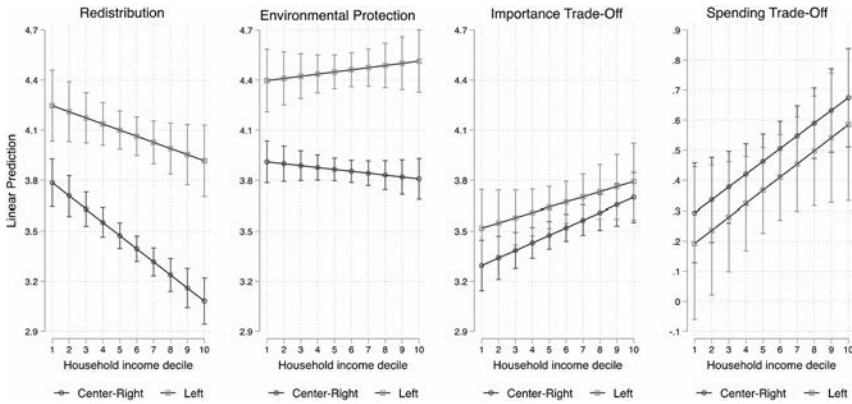 Redistribution
Environmental Protection
Importance Trade-Off
Spending Trade-Off
Linear Prediction
4.7
4.4
4.1
3.8
3.5
3.2
2.9
1 2 3 4 5 6 7 8 9 10
Household income decile
Center-Right Left
4.7
4.4
4.1
3.8
3.5
3.2
2.9
1 2 3 4 5 6 7 8 9 10
Household income decile
Center-Right Left
4.7
4.4
4.1
3.8
3.5
3.2
2.9
1 2 3 4 5 6 7 8 9 10
Household income decile
Center-Right Left
.9
.8
.7
.6
.5
.4
.3
.2
.1
0
-.1
1 2 3 4 5 6 7 8 9 10
Household income decile
Center-Right Left